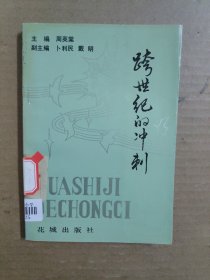 主 编 周英棠
副主编 卜利民 戴 明
跨世纪的冲刺
UASHIJI
DECHONGCI
花城出版社